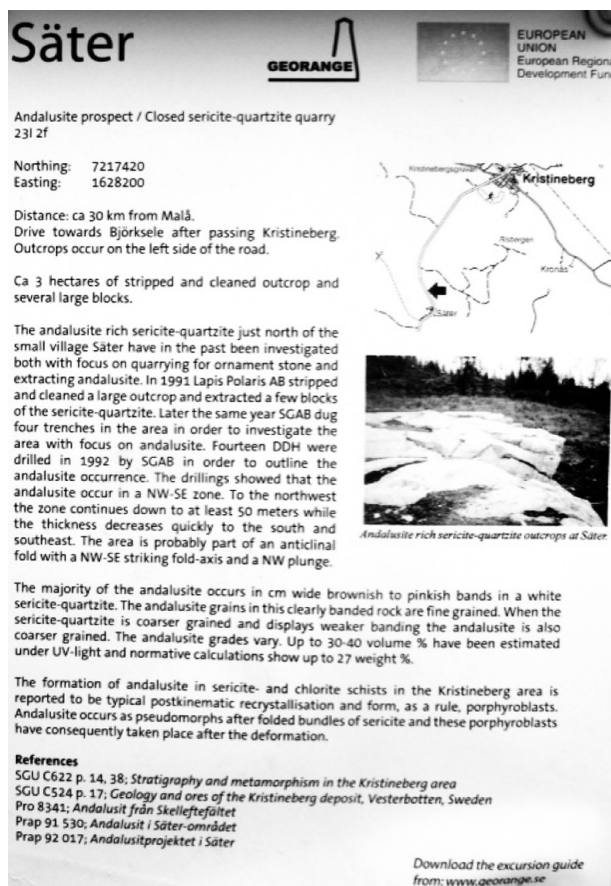 Säter
GEORANGE
EUROPEAN
UNION
European Regional
Development Fund
Andalusite prospect / Closed sericite-quartzite quarry
23I 2f
Northing: 7217420
Easting: 1628200
Distance: ca 30 km from Malå.
Drive towards Björksele after passing Kristineberg.
Outcrops occur on the left side of the road.
Ca 3 hectares of stripped and cleaned outcrop and
several large blocks.
The andalusite rich sericite-quartzite just north of the
small village Säter have in the past been investigated
both with focus on quarrying for ornament stone and
extracting andalusite. In 1991 Lapis Polaris AB stripped
and cleaned a large outcrop and extracted a few blocks
of the sericite-quartzite. Later the same year SGAB dug
four trenches in the area in order to investigate the
area with focus on andalusite. Fourteen DDH were
drilled in 1992 by SGAB in order to outline the
andalusite occurrence. The drillings showed that the
andalusite occur in a NW-SE zone. To the northwest
the zone continues down to at least 50 meters while
the thickness decreases quickly to the south and
southeast. The area is probably part of an anticlinal
fold with a NW-SE striking fold-axis and a NW plunge.
Kristinebergsgruvan
Kristineberg
Risbergen
Kronås
Säter
Andalusite rich sericite-quartzite outcrops at Säter.
The majority of the andalusite occurs in cm wide brownish to pinkish bands in a white
sericite-quartzite. The andalusite grains in this clearly banded rock are fine grained. When the
sericite-quartzite is coarser grained and displays weaker banding the andalusite is also
coarser grained. The andalusite grades vary. Up to 30-40 volume % have been estimated
under UV-light and normative calculations show up to 27 weight %.
The formation of andalusite in sericite- and chlorite schists in the Kristineberg area is
reported to be typical postkinematic recrystallisation and form, as a rule, porphyroblasts.
Andalusite occurs as pseudomorphs after folded bundles of sericite and these porphyroblasts
have consequently taken place after the deformation.
References
SGU C622 p. 14, 38; Stratigraphy and metamorphism in the Kristineberg area
SGU C524 p. 17; Geology and ores of the Kristineberg deposit, Vesterbotten, Sweden
Pro 8341; Andalusit från Skelleftefältet
Prap 91 530; Andalusit i Säter-området
Prap 92 017; Andalusitprojektet i Säter
Download the excursion guide
from: www.georange.se